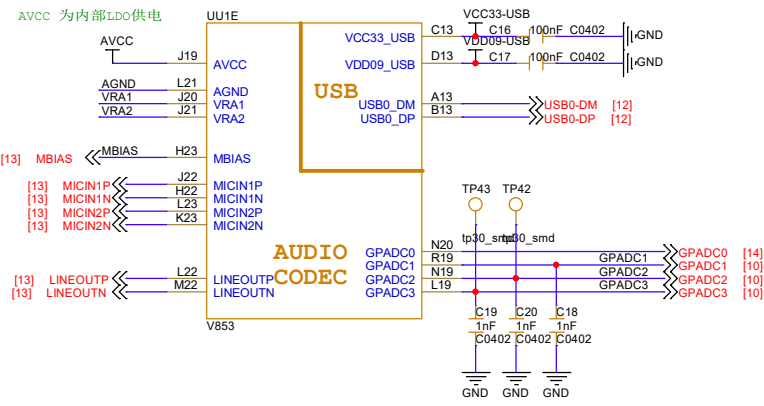 AVCC 为内部LDO供电
UU1E
VCC33-USB
AVCC
J19
AVCC
VCC33_USB
C13
C16
100nF
C0402
GND
VDD09-USB
VDD09_USB
D13
C17
100nF
C0402
GND
USB
AGND
L21
AGND
VRA1
J20
VRA1
VRA2
J21
VRA2
USB0_DM
A13
USB0-DM
[12]
USB0_DP
B13
USB0-DP
[12]
[13]
MBIAS
MBIAS
H23
MBIAS
[13]
MICIN1P
J22
MICIN1P
[13]
MICIN1N
H22
MICIN1N
[13]
MICIN2P
L23
MICIN2P
[13]
MICIN2N
K23
MICIN2N
TP43
TP42
tp30_smd
tp30_smd
AUDIO
CODEC
GPADC0
N20
GPADC0
[14]
GPADC1
R19
GPADC1
GPADC1
[10]
GPADC2
N19
GPADC2
GPADC2
[10]
GPADC3
L19
GPADC3
GPADC3
[10]
[13]
LINEOUTP
L22
LINEOUTP
[13]
LINEOUTN
M22
LINEOUTN
V853
C19
1nF
C0402
C20
1nF
C0402
C18
1nF
C0402
GND
GND
GND